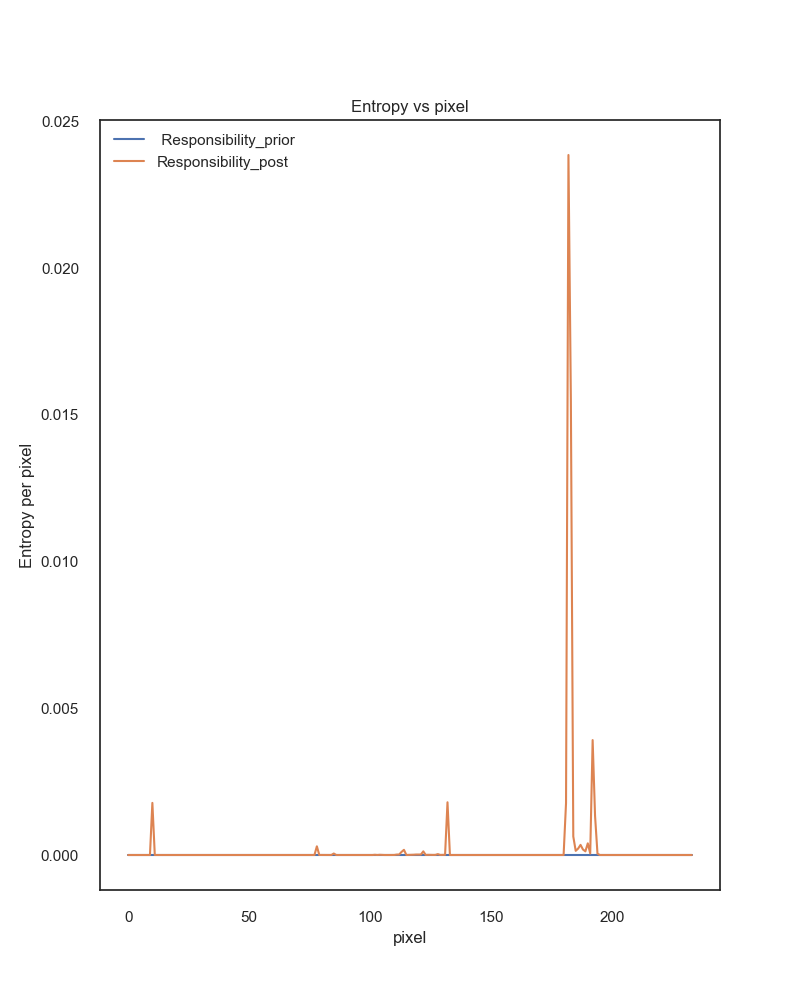 Entropy vs pixel
Responsibility_prior
Responsibility_post
Entropy per pixel
0.025
0.020
0.015
0.010
0.005
0.000
0 50 100 150 200
pixel